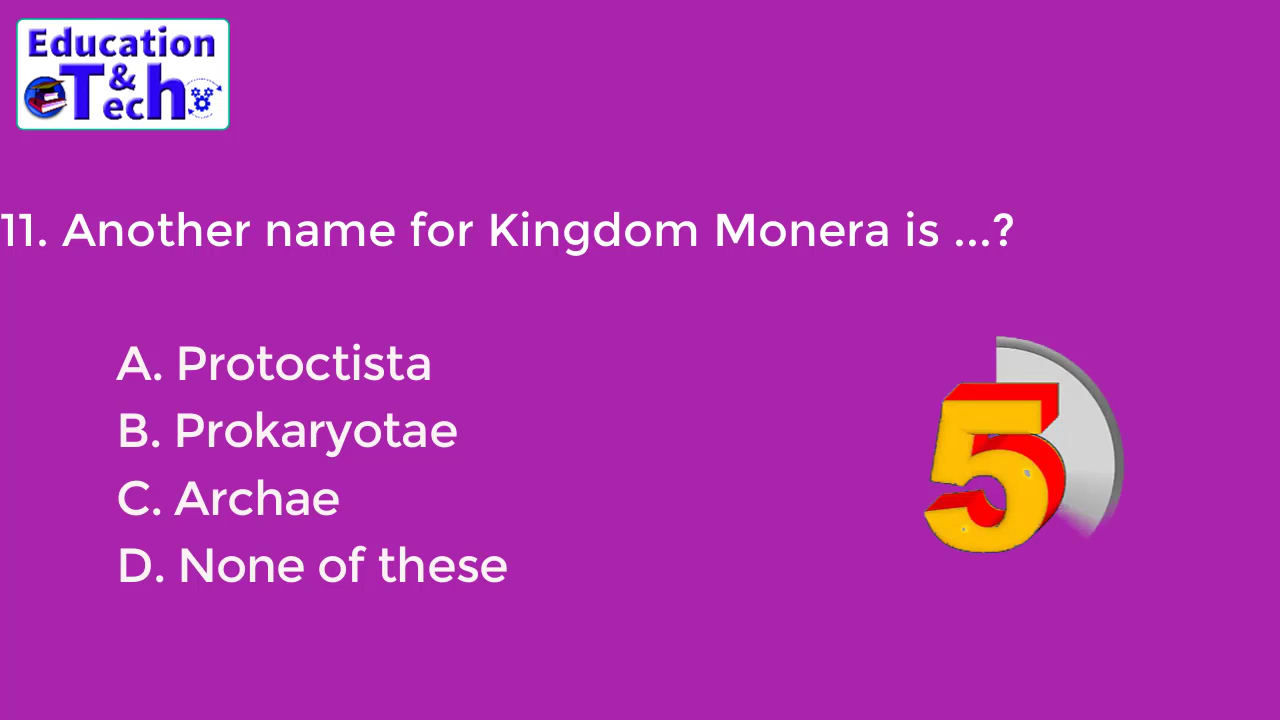 Education
&
Tech
11. Another name for Kingdom Monera is ...?
A. Protoctista
B. Prokaryotae
C. Archae
D. None of these
5